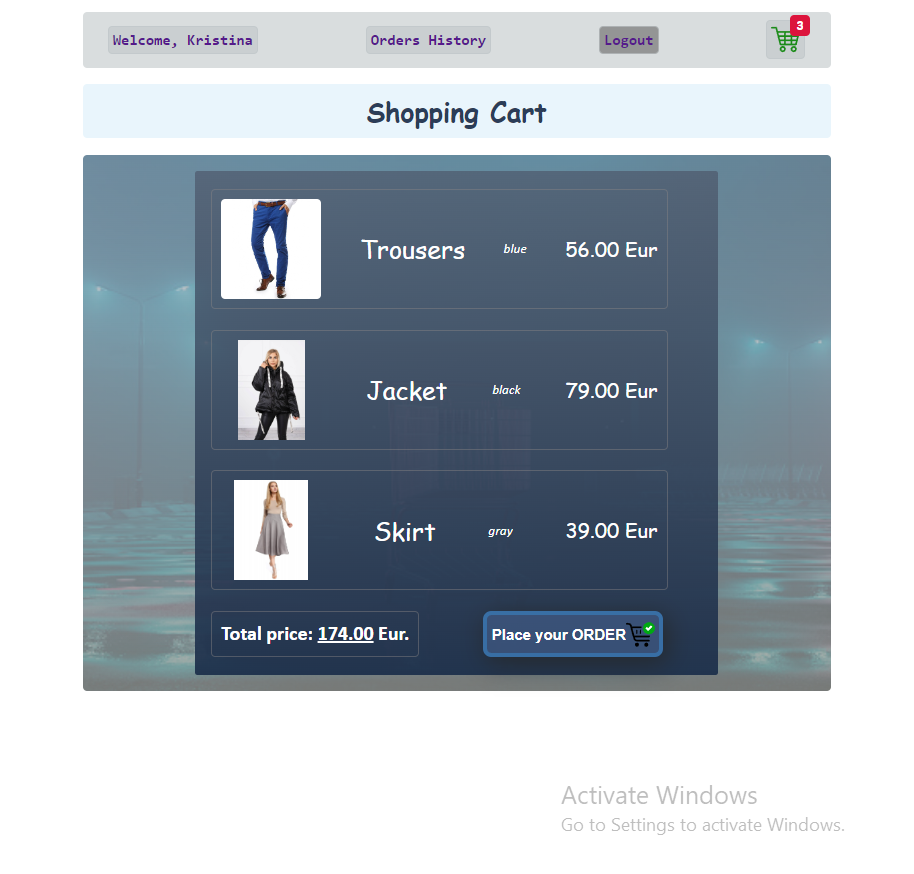 Welcome, Kristina
Orders History
Logout
3
Shopping Cart
Trousers blue 56.00 Eur
Jacket black 79.00 Eur
Skirt gray 39.00 Eur
Total price: 174.00 Eur.
Place your ORDER
Activate Windows
Go to Settings to activate Windows.